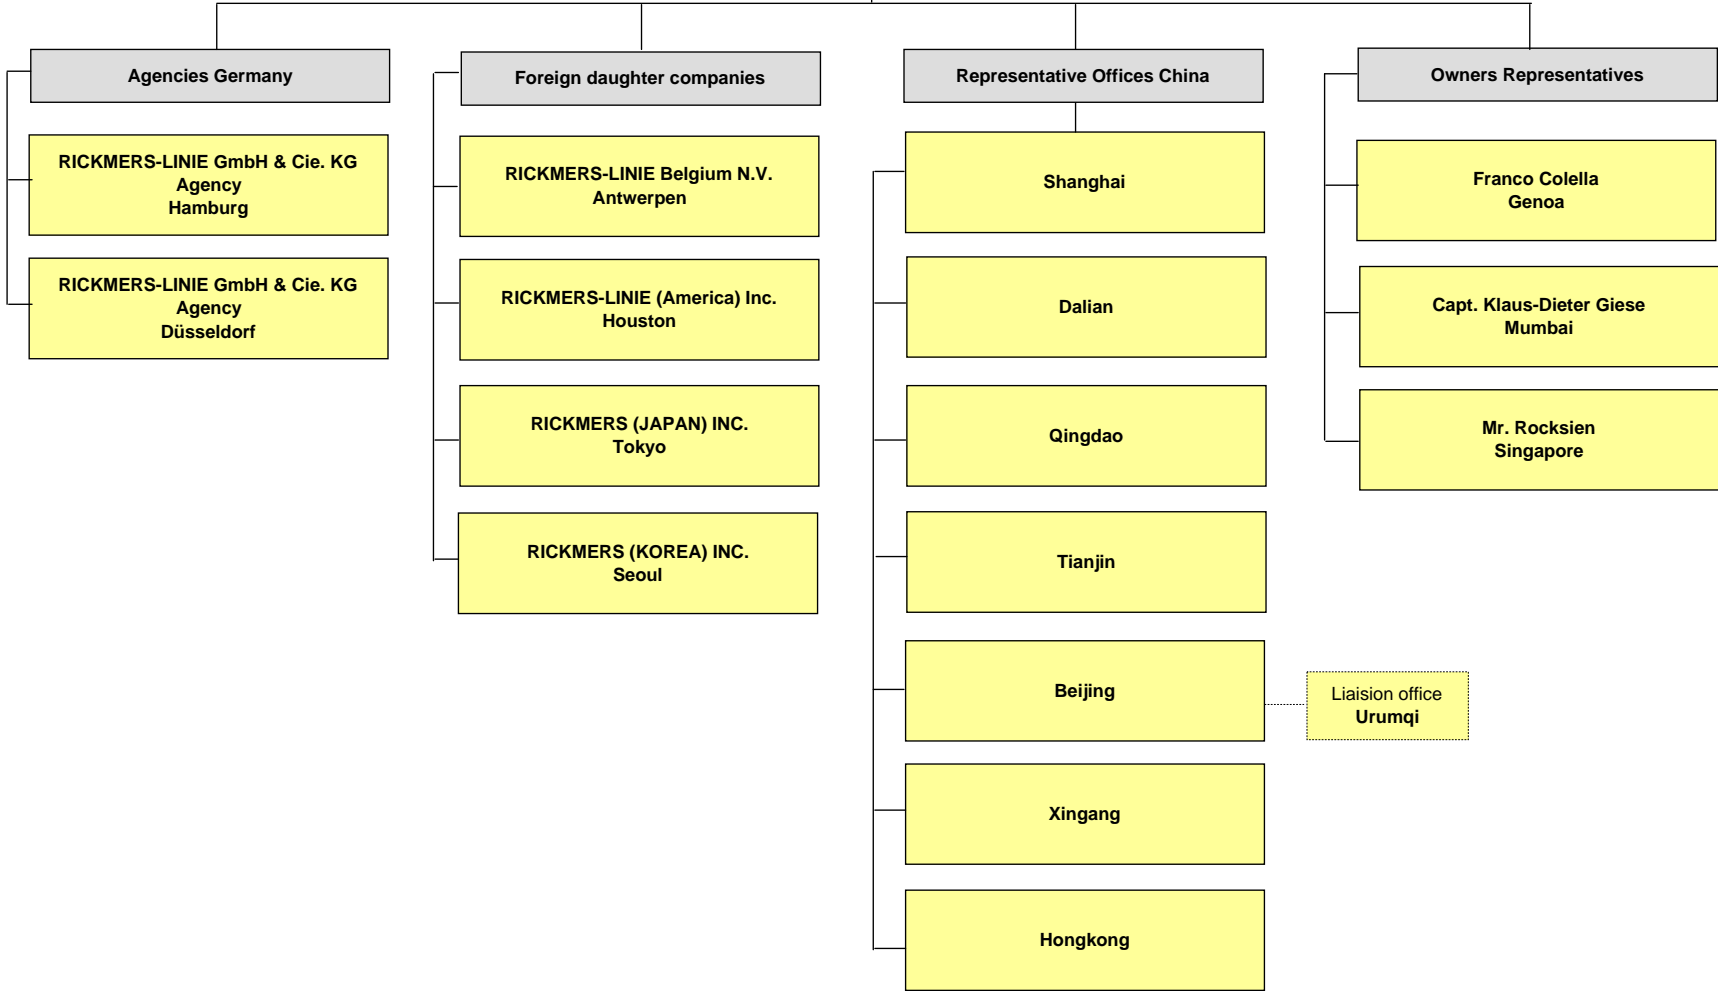 Agencies Germany
RICKMERS-LINIE GmbH & Cie. KG
Agency
Hamburg
RICKMERS-LINIE GmbH & Cie. KG
Agency
Düsseldorf
Foreign daughter companies
RICKMERS-LINIE Belgium N.V.
Antwerpen
RICKMERS-LINIE (America) Inc.
Houston
RICKMERS (JAPAN) INC.
Tokyo
RICKMERS (KOREA) INC.
Seoul
Representative Offices China
Shanghai
Dalian
Qingdao
Tianjin
Beijing
Liaision office
Urumqi
Xingang
Hongkong
Owners Representatives
Franco Colella
Genoa
Capt. Klaus-Dieter Giese
Mumbai
Mr. Rocksien
Singapore